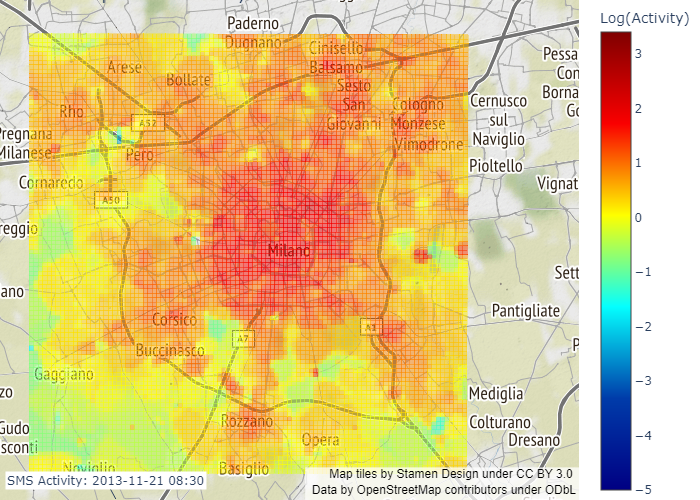 Log(Activity)
3
2
1
0
−1
−2
−3
−4
−5
Paderno
Dugnano
Cinisello
Balsamo
Sesto
San
Giovanni
Arese
Bollate
Rho
A52
Pero
Pregnana
Milanese
Cornaredo
A50
Cologno
Monzese
Vimodrone
Cernusco
sul
Naviglio
Pioltello
Pessa
Con
Borna
Go
Vignat
reggio
Milano
Sett
ano
Pantigliate
Corsico
A7
A1
Buccinasco
Gaggiano
Mediglia
zo
Rozzano
Colturano
Gudo
Dresano
sconti
Opera
Noviglio
Basiglio
SMS Activity: 2013-11-21 08:30
Map tiles by Stamen Design under CC BY 3.0
Data by OpenStreetMap contributors under ODbL